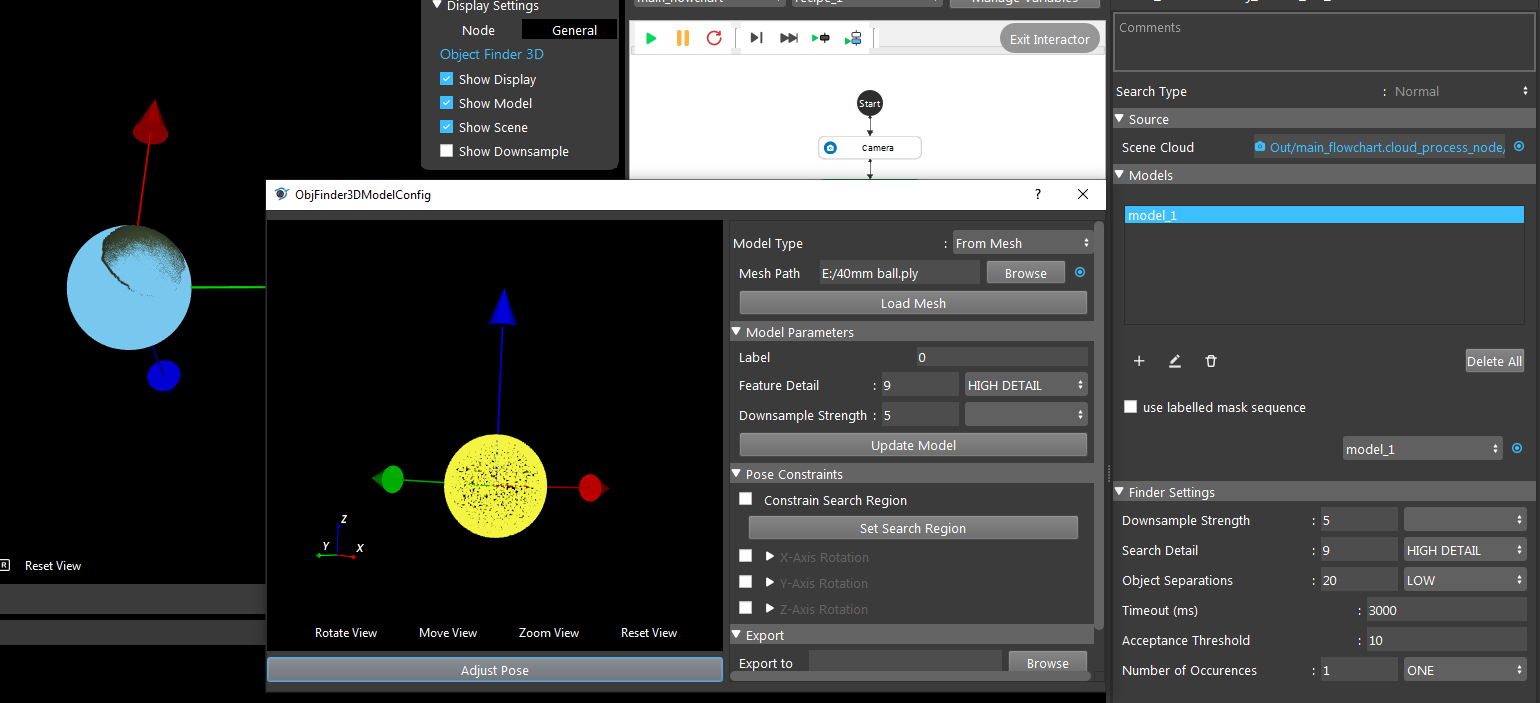 Display Settings
Node General
Object Finder 3D
Show Display
Show Model
Show Scene
Show Downsample
R Reset View
main_flowchart recipe_1 Manage Variables
Exit Interactor
Start
Camera
ObjFinder3DModelConfig ?
Z
Y X
Rotate View Move View Zoom View Reset View
Adjust Pose
Model Type : From Mesh
Mesh Path E:/40mm ball.ply Browse
Load Mesh
Model Parameters
Label 0
Feature Detail : 9 HIGH DETAIL
Downsample Strength : 5
Update Model
Pose Constraints
Constrain Search Region
Set Search Region
X-Axis Rotation
Y-Axis Rotation
Z-Axis Rotation
Export
Export to Browse
Comments
Search Type : Normal
Source
Scene Cloud Out/main_flowchart.cloud_process_node,
Models
model_1
Delete All
use labelled mask sequence
model_1
Finder Settings
Downsample Strength : 5
Search Detail : 9 HIGH DETAIL
Object Separations : 20 LOW
Timeout (ms) : 3000
Acceptance Threshold : 10
Number of Occurences : 1 ONE